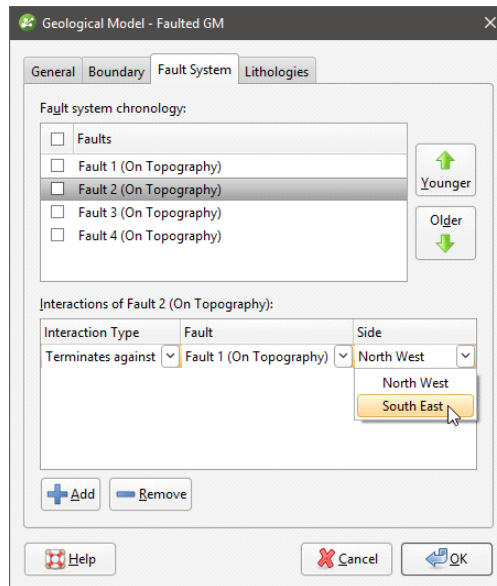 Geological Model - Faulted GM
General Boundary Fault System Lithologies
Fault system chronology:
Faults
Fault 1 (On Topography)
Fault 2 (On Topography)
Fault 3 (On Topography)
Fault 4 (On Topography)
Younger
Older
Interactions of Fault 2 (On Topography):
Interaction Type Fault Side
Terminates against Fault 1 (On Topography) North West
North West
South East
Add Remove
Help Cancel OK